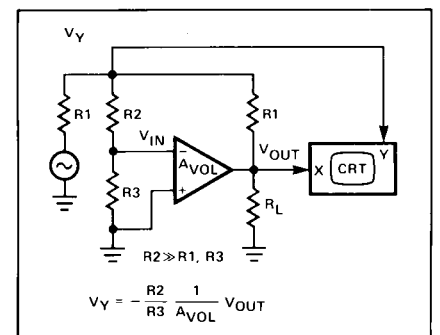 V_Y
R1
R2
R1
V_IN
V_OUT
Y
A_VOL
X
CRT
R3
R_L
−
+
R2≫R1, R3
V_Y = − R2/R3 1/A_VOL V_OUT